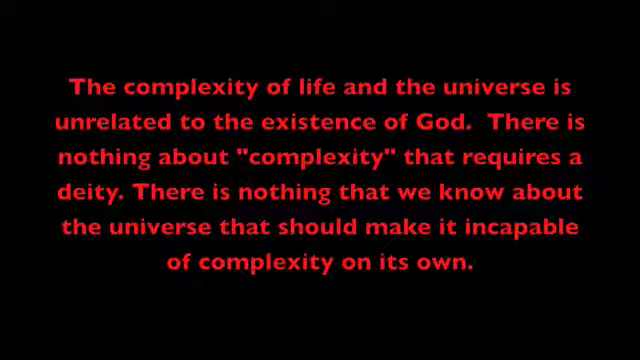 The complexity of life and the universe is
unrelated to the existence of God.  There is
nothing about "complexity" that requires a
deity. There is nothing that we know about
the universe that should make it incapable
of complexity on its own.